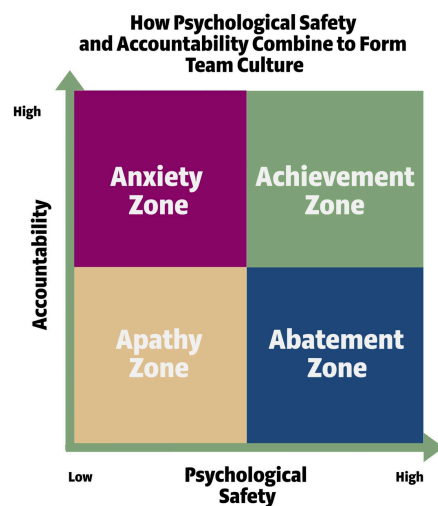 How Psychological Safety
and Accountability Combine to Form
Team Culture
High
Accountability
Anxiety
Zone
Achievement
Zone
Apathy
Zone
Abatement
Zone
Low
Psychological
Safety
High